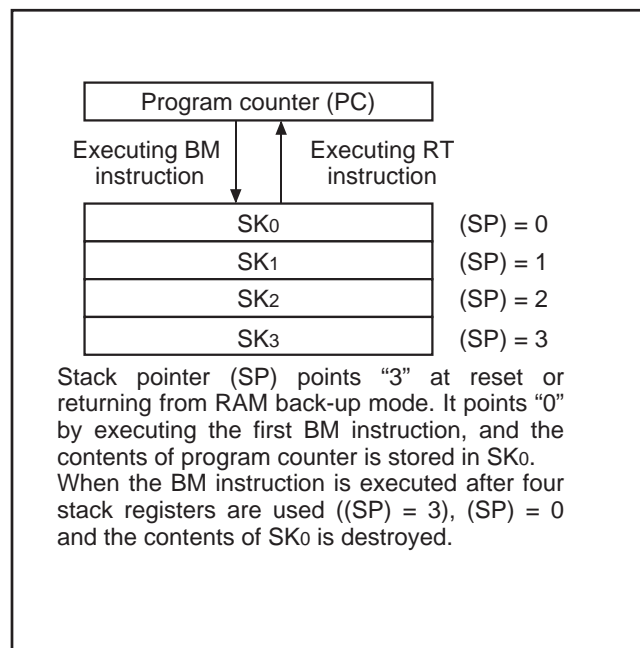 Program counter (PC)
Executing BM instruction
Executing RT instruction
SK0 (SP) = 0
SK1 (SP) = 1
SK2 (SP) = 2
SK3 (SP) = 3
Stack pointer (SP) points “3” at reset or
returning from RAM back-up mode. It points “0”
by executing the first BM instruction, and the
contents of program counter is stored in SK0.
When the BM instruction is executed after four
stack registers are used ((SP) = 3), (SP) = 0
and the contents of SK0 is destroyed.